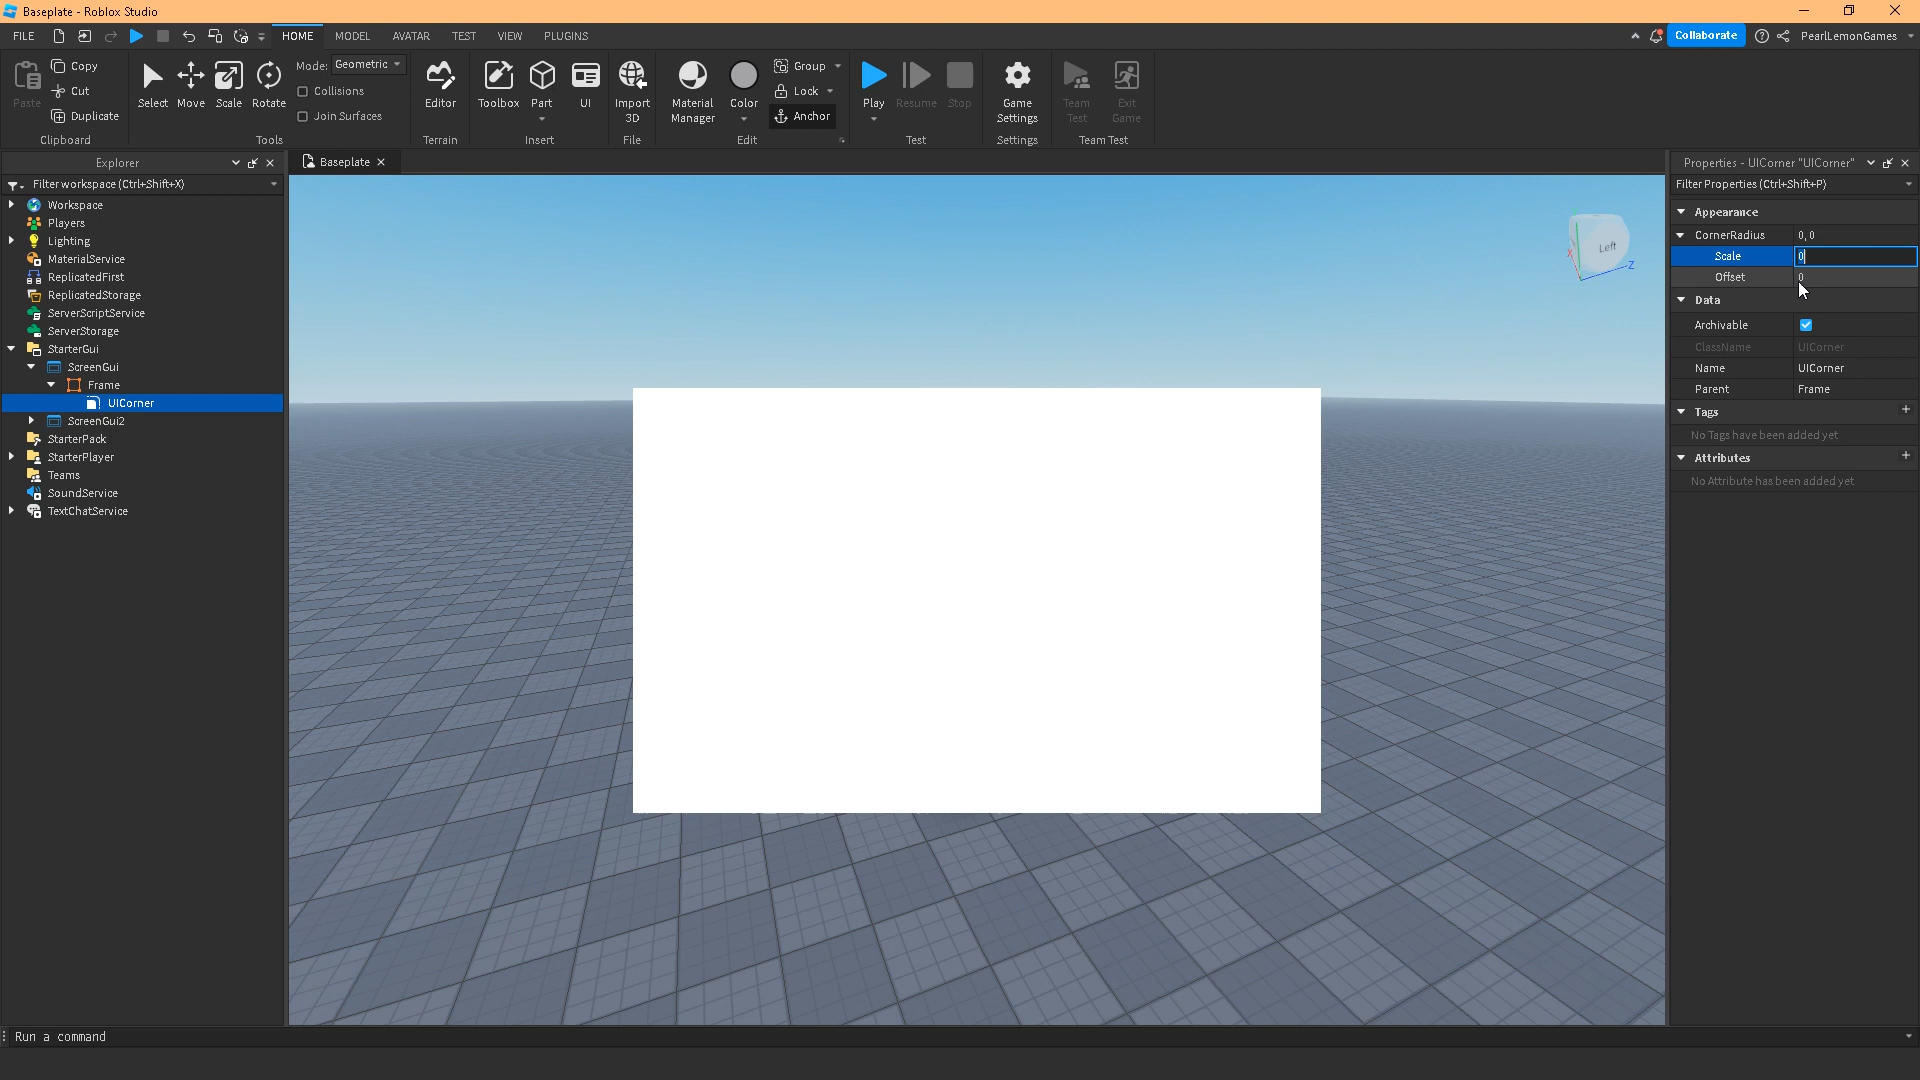 Baseplate - Roblox Studio
FILE
HOME
MODEL
AVATAR
TEST
VIEW
PLUGINS
Collaborate
PearlLemonGames
Paste
Copy
Cut
Duplicate
Clipboard
Select
Move
Scale
Rotate
Mode: Geometric
Collisions
Join Surfaces
Tools
Editor
Terrain
Toolbox
Part
UI
Insert
Import 3D
File
Material Manager
Color
Group
Lock
Anchor
Edit
Play
Resume
Stop
Test
Game Settings
Settings
Team Test
Exit Game
Team Test
Explorer
Filter workspace (Ctrl+Shift+X)
Workspace
Players
Lighting
MaterialService
ReplicatedFirst
ReplicatedStorage
ServerScriptService
ServerStorage
StarterGui
ScreenGui
Frame
UICorner
ScreenGui2
StarterPack
StarterPlayer
Teams
SoundService
TextChatService
Baseplate
Left
X
Z
Properties - UICorner "UICorner"
Filter Properties (Ctrl+Shift+P)
Appearance
CornerRadius 0, 0
Scale 0
Offset 0
Data
Archivable
ClassName UICorner
Name UICorner
Parent Frame
Tags
No Tags have been added yet
Attributes
No Attribute has been added yet
Run a command